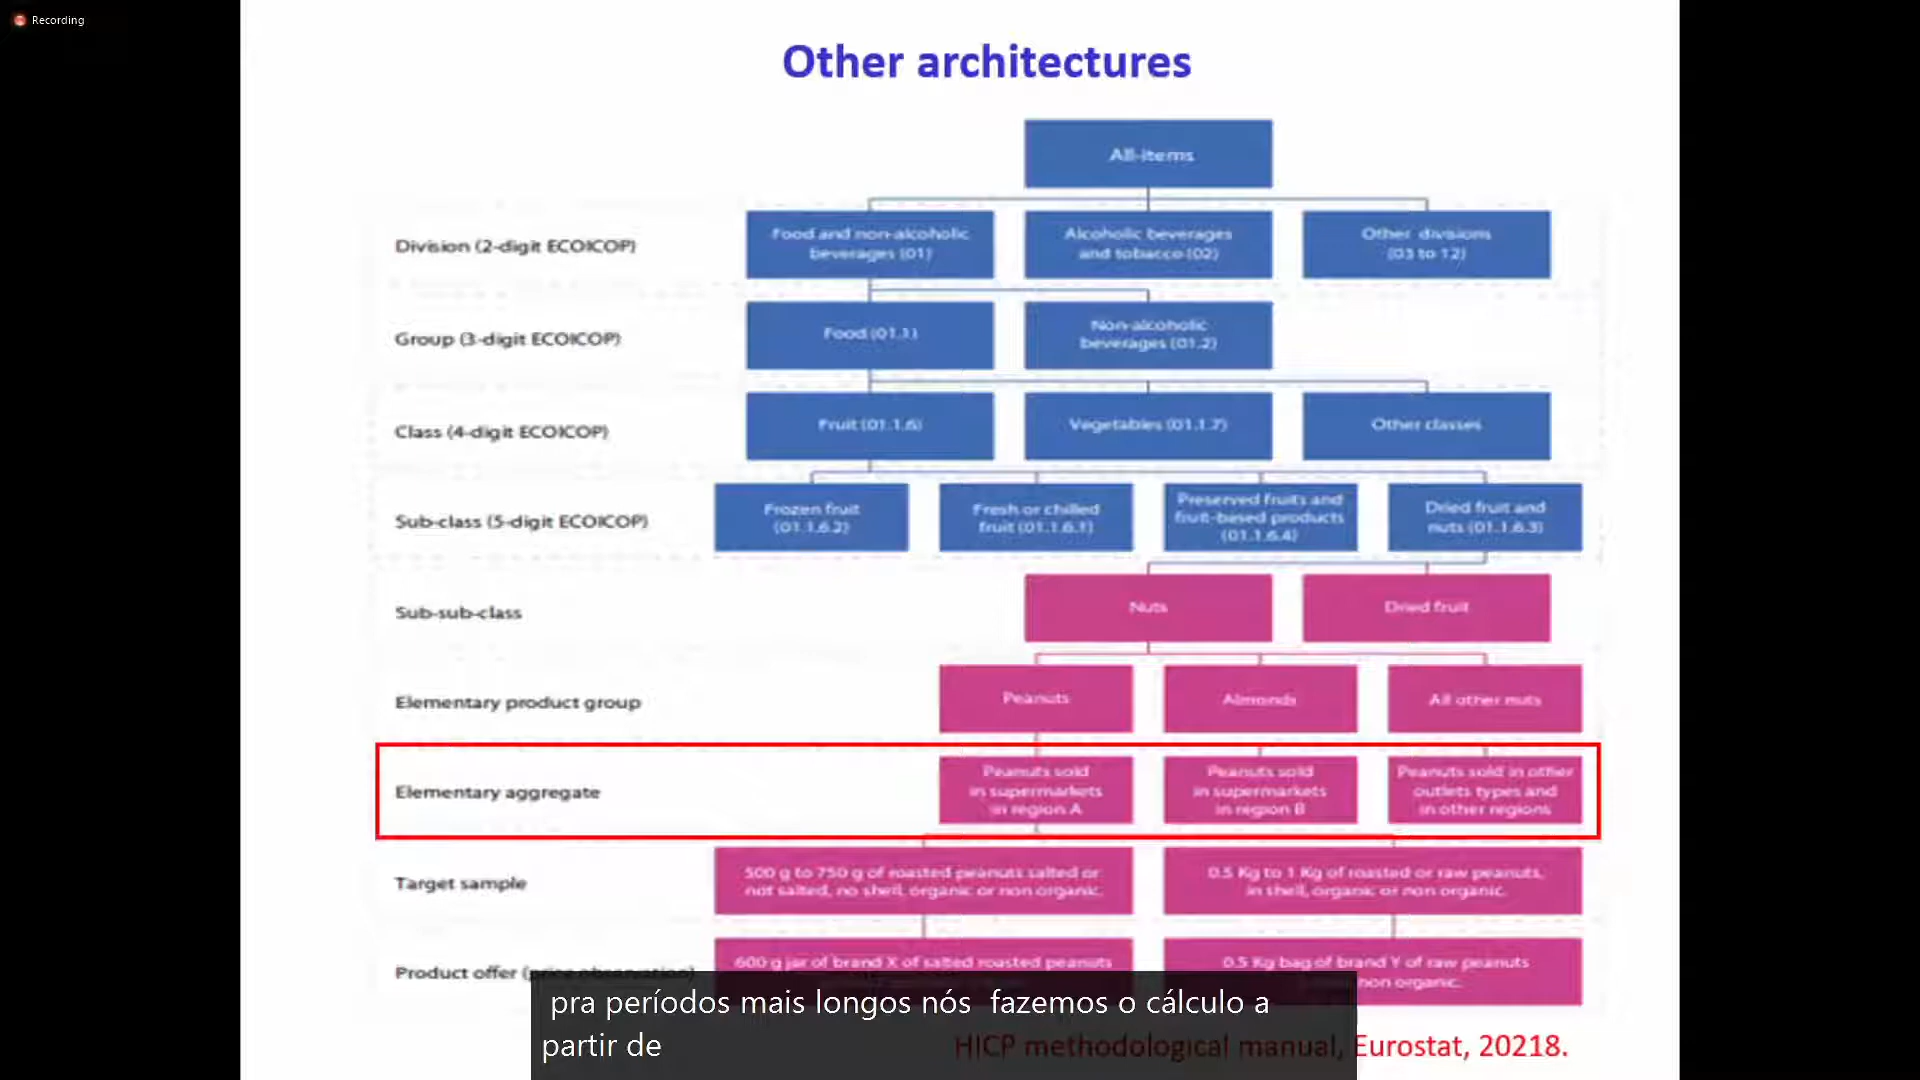 Recording
Other architectures
All-items
Division (2-digit ECOICOP)
Food and non-alcoholic
beverages (01)
Alcoholic beverages
and tobacco (02)
Other divisions
(03 to 12)
Group (3-digit ECOICOP)
Food (01.1)
Non-alcoholic
beverages (01.2)
Class (4-digit ECOICOP)
Fruit (01.1.6)
Vegetables (01.1.7)
Other classes
Sub-class (5-digit ECOICOP)
Frozen fruit
(01.1.6.2)
Fresh or chilled
fruit (01.1.6.1)
Preserved fruits and
fruit-based products
(01.1.6.4)
Dried fruit and
nuts (01.1.6.3)
Sub-sub-class
Nuts
Dried fruit
Elementary product group
Peanuts
Almonds
All other nuts
Elementary aggregate
Peanuts sold
in supermarkets
in region A
Peanuts sold
in supermarkets
in region B
Peanuts sold in other
outlets types and
in other regions
Target sample
500 g to 750 g of roasted peanuts salted or
not salted, no shell, organic or non organic.
0.5 Kg to 1 Kg of roasted or raw peanuts,
in shell, organic or non organic.
Product offer (price observation)
600 g jar of brand X of salted roasted peanuts
0.5 Kg bag of brand Y of raw peanuts
non organic.
pra períodos mais longos nós fazemos o cálculo a
partir de
HICP methodological manual, Eurostat, 20218.